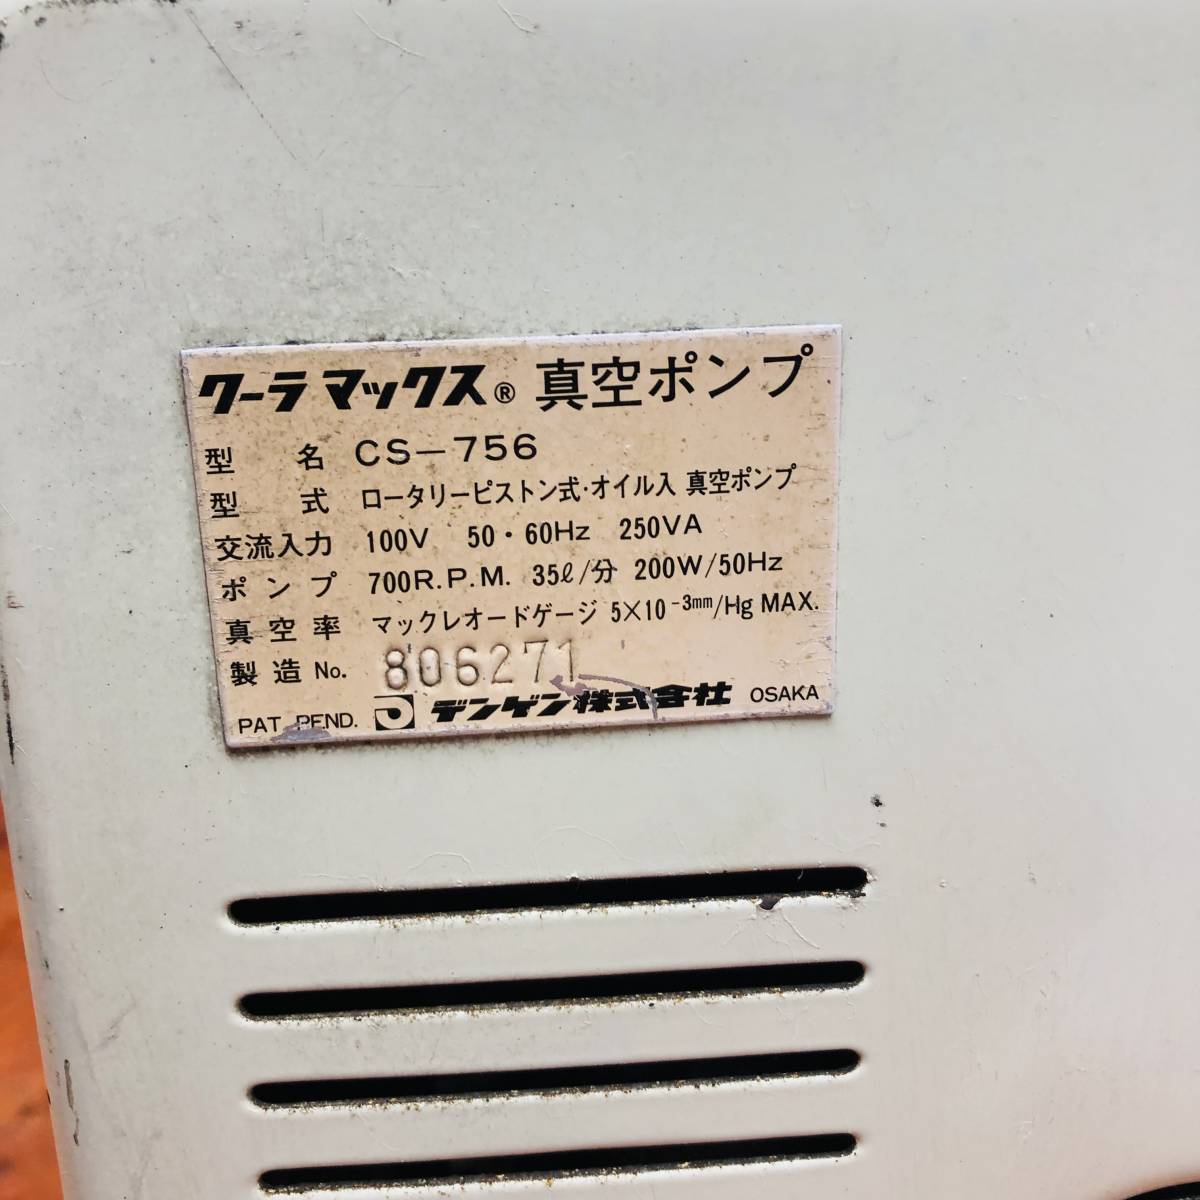 クーラマックス® 真空ポンプ
型名 CS-756
型式 ロータリーピストン式・オイル入 真空ポンプ
交流入力 100V 50・60Hz 250VA
ポンプ 700R.P.M. 35ℓ/分 200W/50Hz
真空率 マックレオードゲージ 5×10⁻³mm/Hg MAX.
製造No. 806271
PAT. PEND. デンゲン株式会社 OSAKA